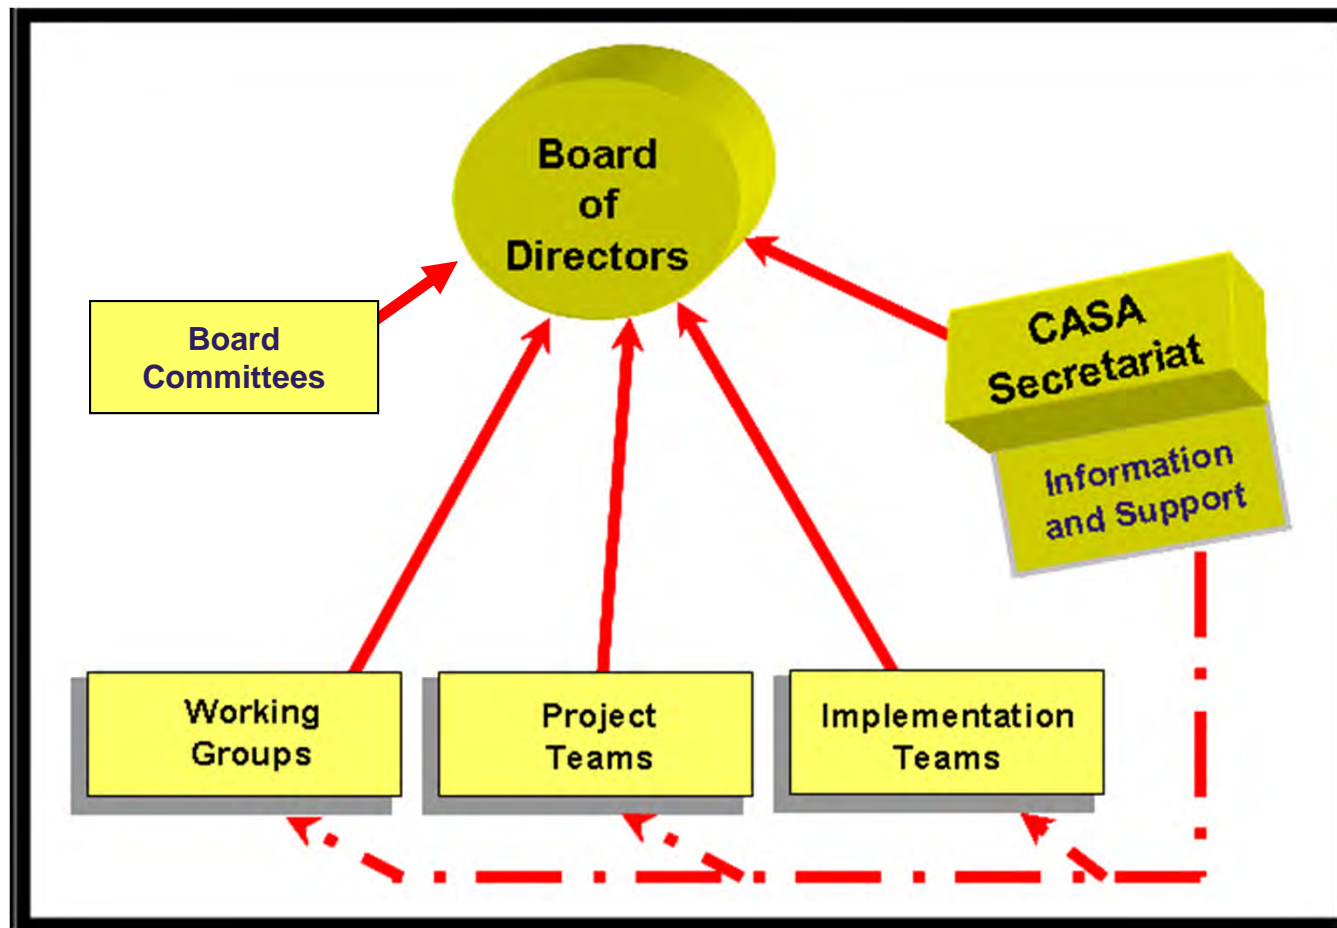 Board
of
Directors
Board
Committees
CASA
Secretariat
Information
and Support
Working
Groups
Project
Teams
Implementation
Teams